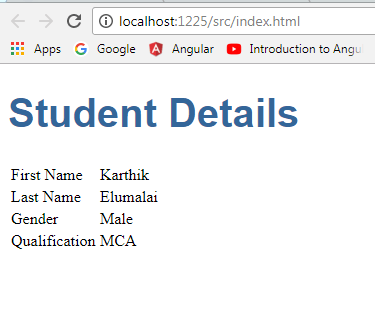 localhost:1225/src/index.html
Apps Google Angular Introduction to Angu
Student Details
First Name Karthik
Last Name Elumalai
Gender Male
Qualification MCA